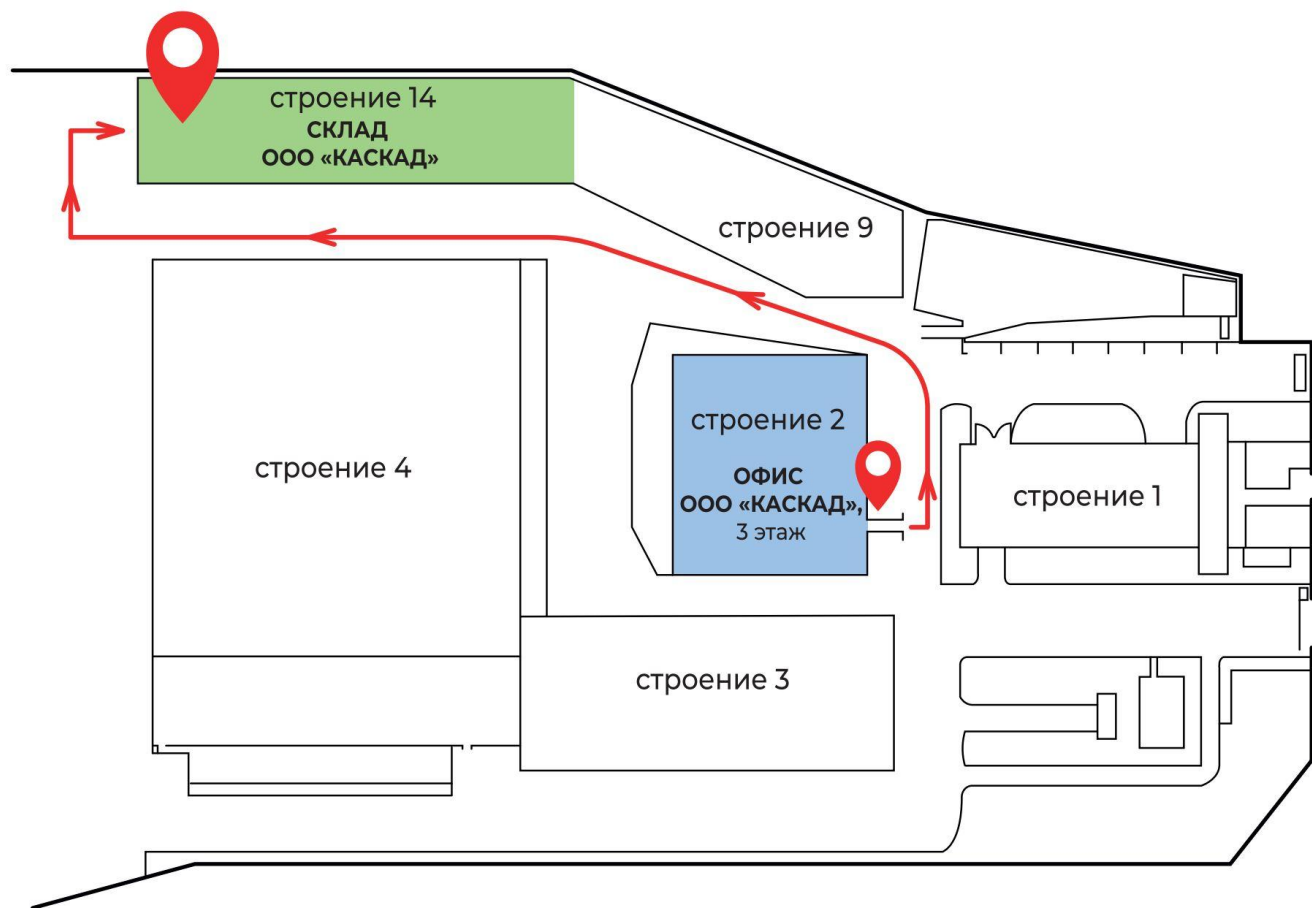 строение 14
СКЛАД
ООО «КАСКАД»
строение 9
строение 2
ОФИС
ООО «КАСКАД»,
3 этаж
строение 4
строение 1
строение 3